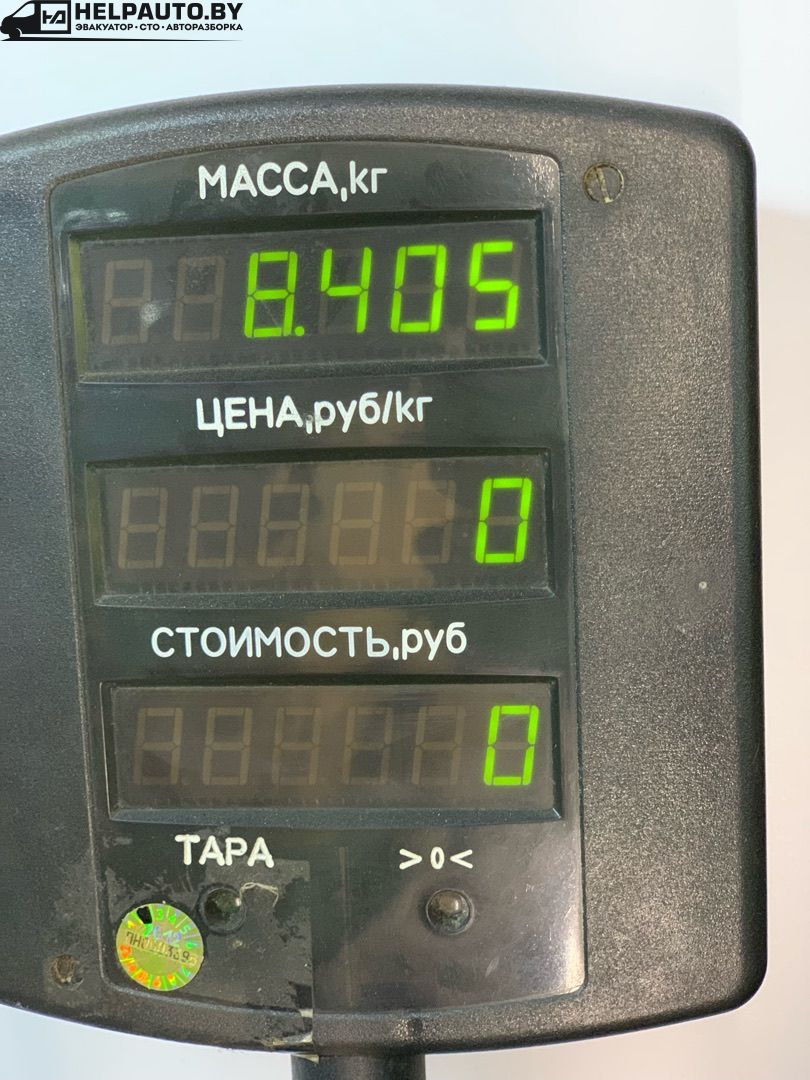 HELPAUTO.BY
ЭВАКУАТОР • СТО • АВТОРАЗБОРКА
МАССА,кг
8.405
ЦЕНА,руб/кг
0
СТОИМОСТЬ,руб
0
ТАРА >0<